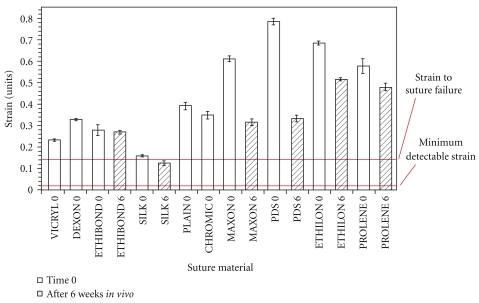 0.8
0.7
0.6
0.5
0.4
0.3
0.2
0.1
0
Strain (units)
VICRYL 0
DEXON 0
ETHIBOND 0
ETHIBOND 6
SILK 0
SILK 6
PLAIN 0
CHROMIC 0
MAXON 0
MAXON 6
PDS 0
PDS 6
ETHILON 0
ETHILON 6
PROLENE 0
PROLENE 6
Suture material
Strain to
suture failure
Minimum
detectable strain
Time 0
After 6 weeks in vivo